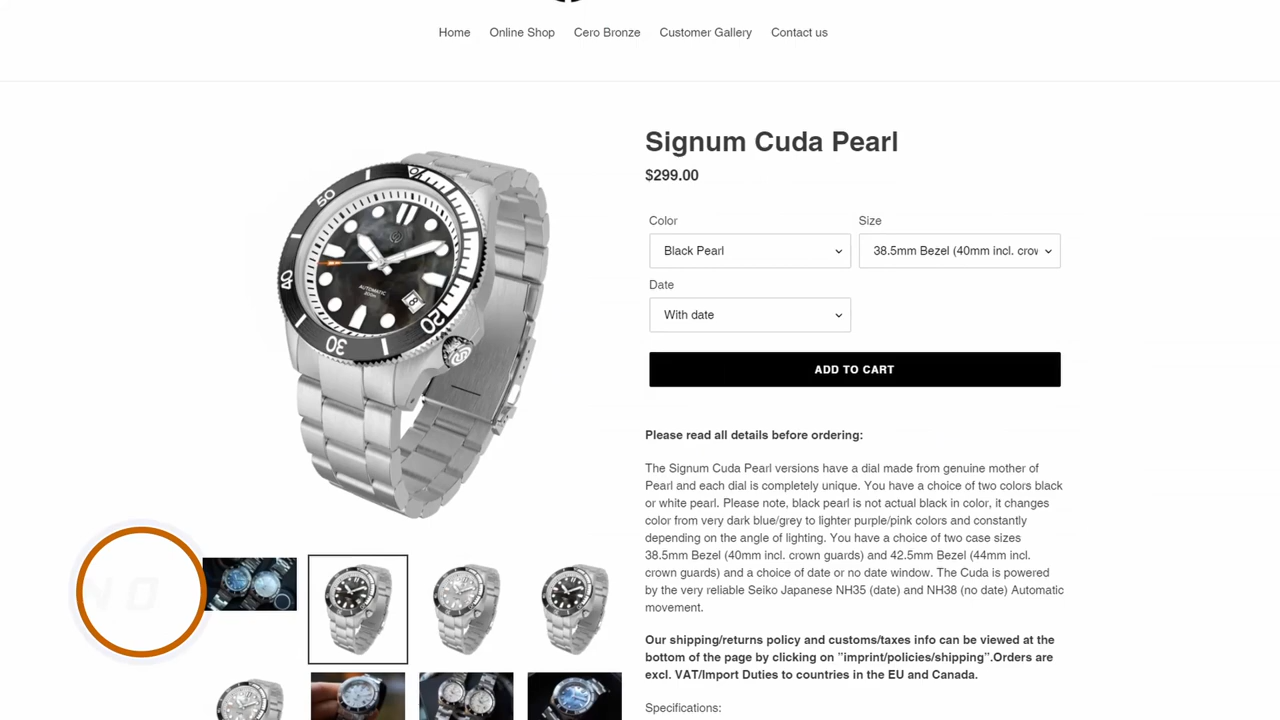 Home Online Shop Cero Bronze Customer Gallery Contact us
Signum Cuda Pearl
$299.00
Color Size
Black Pearl 38.5mm Bezel (40mm incl. crow
Date
With date
ADD TO CART
Please read all details before ordering:
The Signum Cuda Pearl versions have a dial made from genuine mother of
Pearl and each dial is completely unique. You have a choice of two colors black
or white pearl. Please note, black pearl is not actual black in color, it changes
color from very dark blue/grey to lighter purple/pink colors and constantly
depending on the angle of lighting. You have a choice of two case sizes
38.5mm Bezel (40mm incl. crown guards) and 42.5mm Bezel (44mm incl.
crown guards) and a choice of date or no date window. The Cuda is powered
by the very reliable Seiko Japanese NH35 (date) and NH38 (no date) Automatic
movement.
Our shipping/returns policy and customs/taxes info can be viewed at the
bottom of the page by clicking on ”imprint/policies/shipping”.Orders are
excl. VAT/Import Duties to countries in the EU and Canada.
Specifications:
50
40
30
20
AUTOMATIC
200m
8
NO